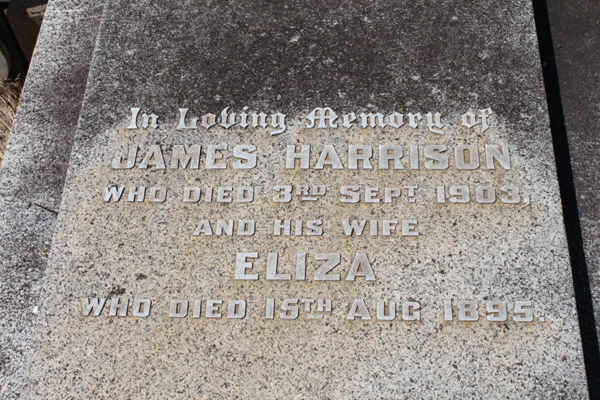 In Loving Memory of
JAMES HARRISON
WHO DIED 3RD SEPT 1903,
AND HIS WIFE
ELIZA
WHO DIED 15TH AUG 1895.